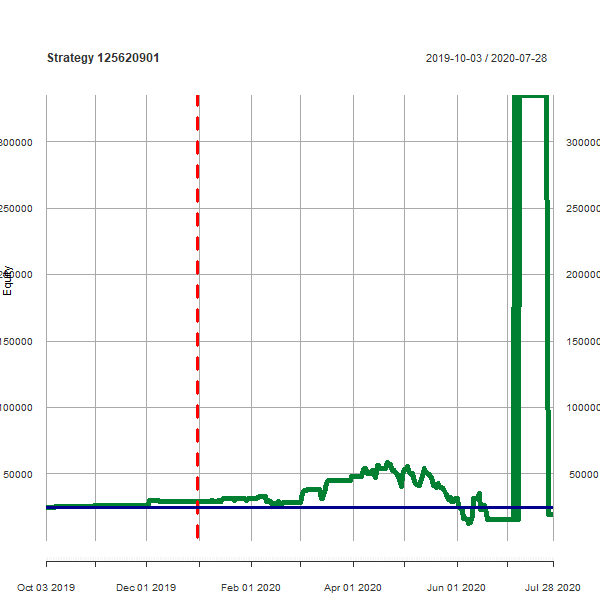 Strategy 125620901
2019-10-03 / 2020-07-28
300000
300000
250000
250000
200000
200000
Equity
150000
150000
100000
100000
50000
50000
Oct 03 2019
Dec 01 2019
Feb 01 2020
Apr 01 2020
Jun 01 2020
Jul 28 2020